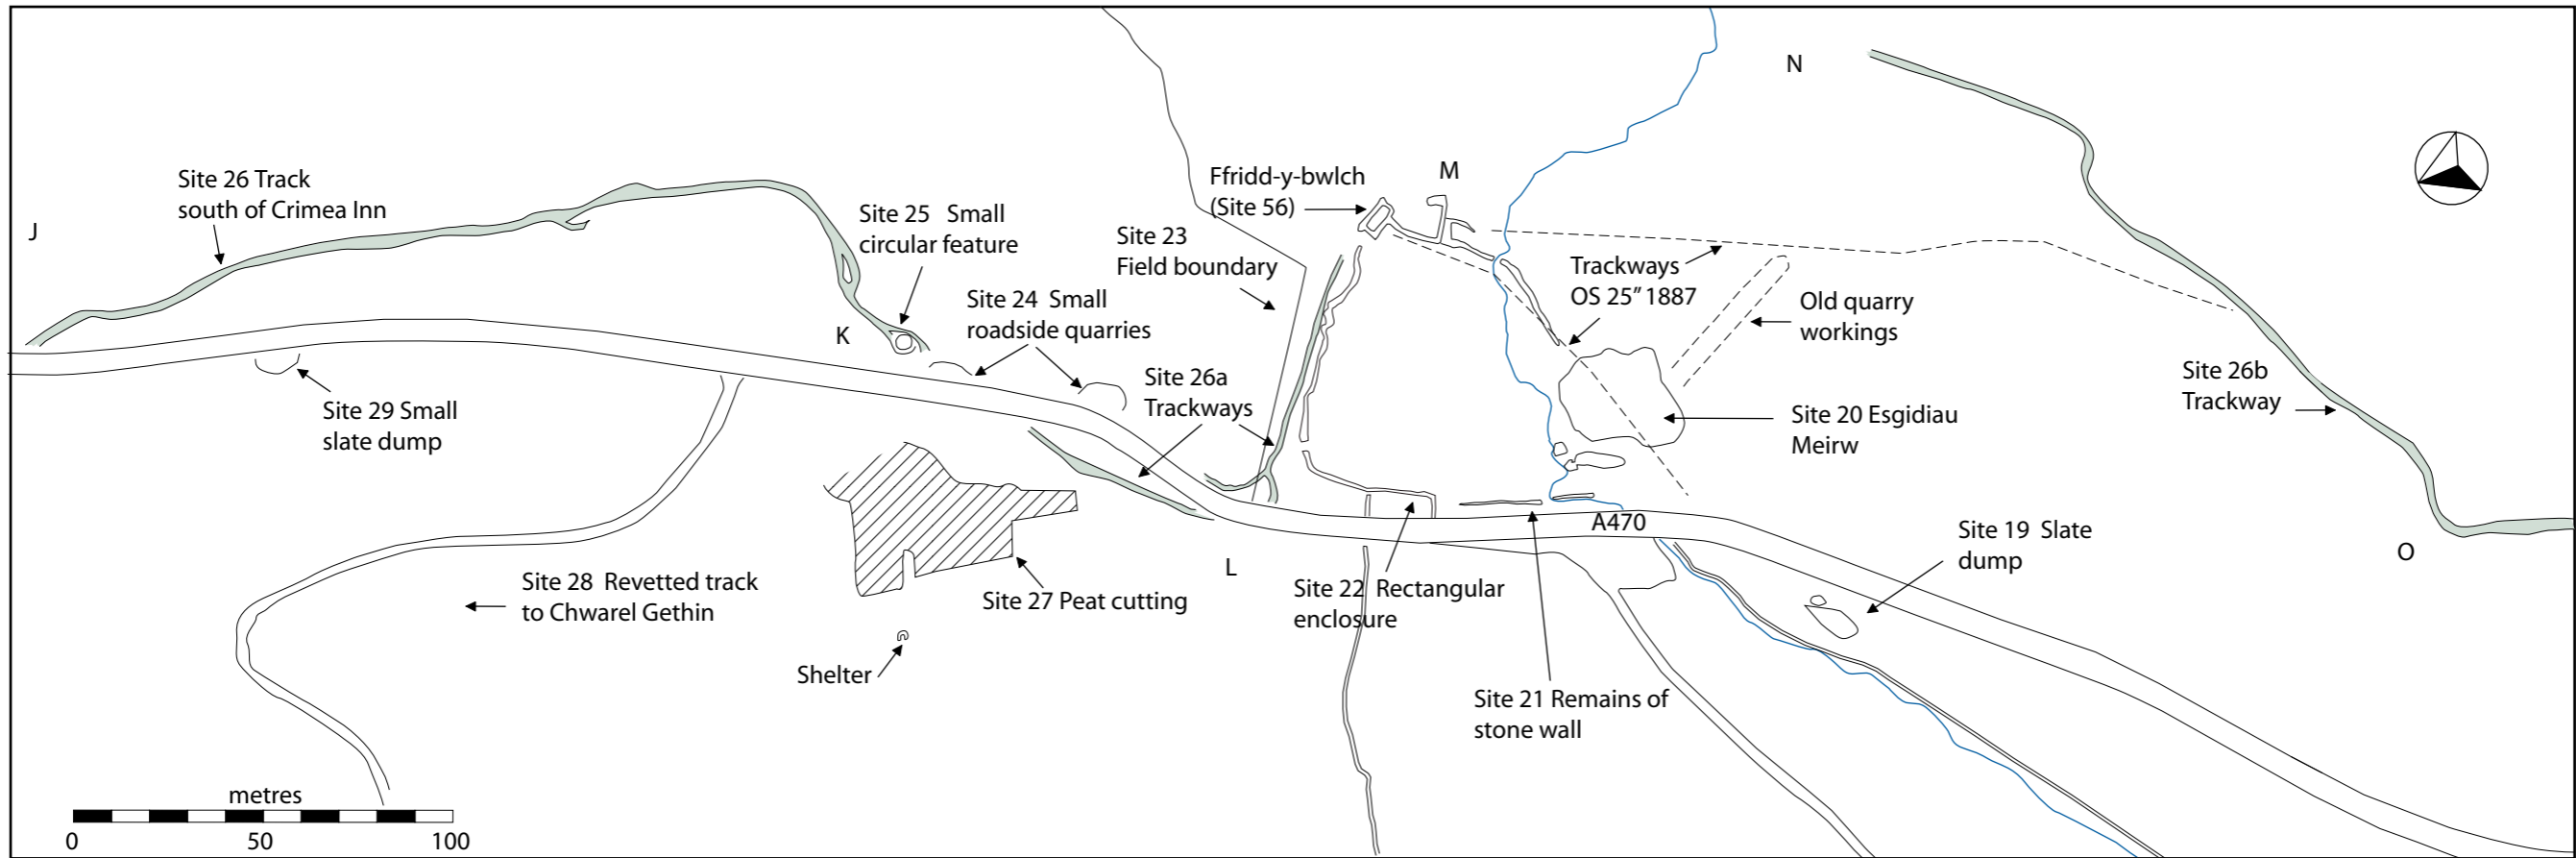 N
M
J
Site 26 Track
south of Crimea Inn
Ffridd-y-bwlch
(Site 56)
Site 25 Small
circular feature
Site 23
Field boundary
Site 24 Small
roadside quarries
Trackways
OS 25" 1887
Old quarry
workings
K
Site 26a
Trackways
Site 26b
Trackway
Site 29 Small
slate dump
Site 20 Esgidiau
Meirw
A470
Site 19 Slate
dump
O
L
Site 28 Revetted track
to Chwarel Gethin
Site 27 Peat cutting
Site 22 Rectangular
enclosure
Shelter
Site 21 Remains of
stone wall
metres
0 50 100